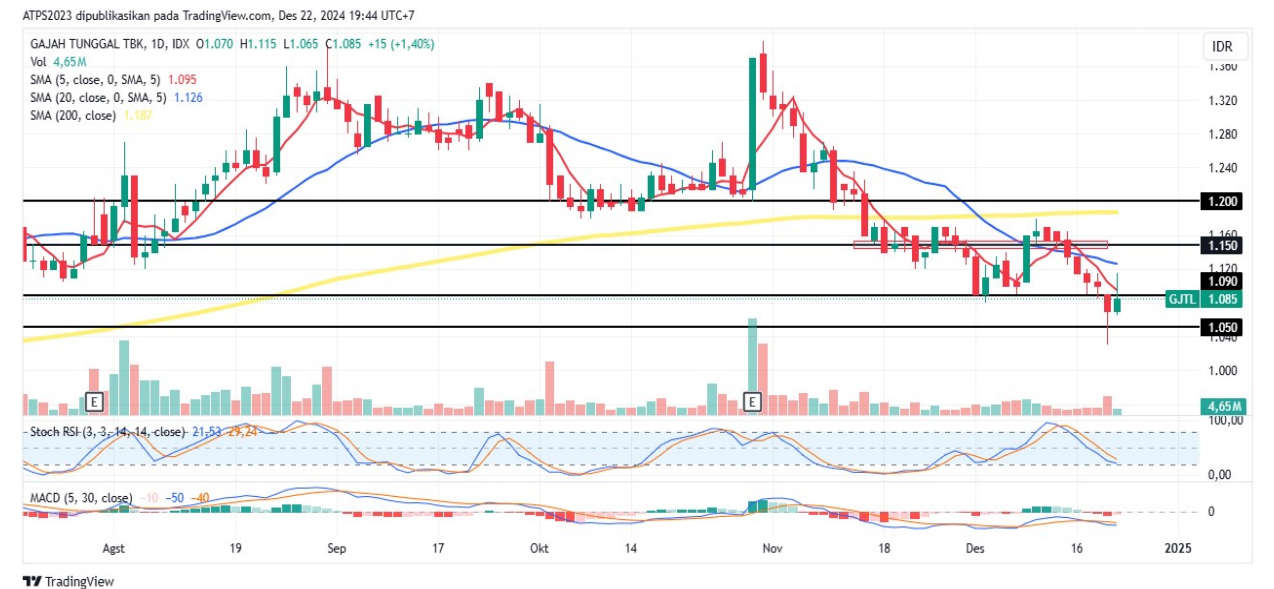 ATPS2023 dipublikasikan pada TradingView.com, Des 22, 2024 19:44 UTC+7
GAJAH TUNGGAL TBK, 1D, IDX O1.070 H1.115 L1.065 C1.085 +15 (+1,40%)
IDR
Vol 4,65M
1.360
SMA (5, close, 0, SMA, 5) 1.095
SMA (20, close, 0, SMA, 5) 1.126
1.320
SMA (200, close) 1.187
1.280
1.240
1.200
1.160
1.150
1.120
1.090
GJTL 1.085
1.050
1.040
1.000
E
E
4,65M
100,00
Stoch RSI (3, 3, 14, 14, close) 21,53 29,24
0,00
MACD (5, 30, close) −10 −50 −40
0
Agst 19 Sep 17 Okt 14 Nov 18 Des 16 2025
TradingView